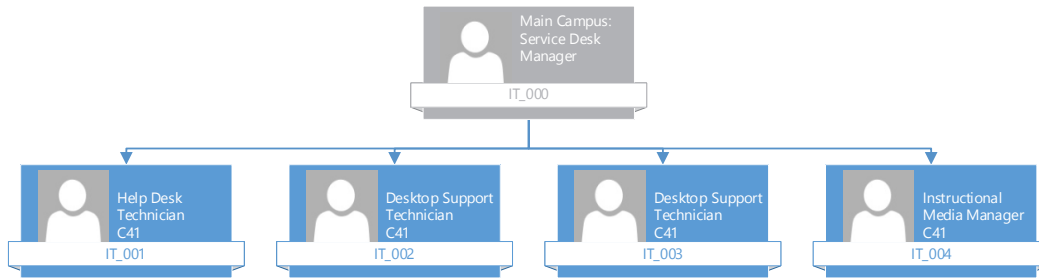 Main Campus:
Service Desk
Manager
IT_000
Help Desk
Technician
C41
IT_001
Desktop Support
Technician
C41
IT_002
Desktop Support
Technician
C41
IT_003
Instructional
Media Manager
C41
IT_004